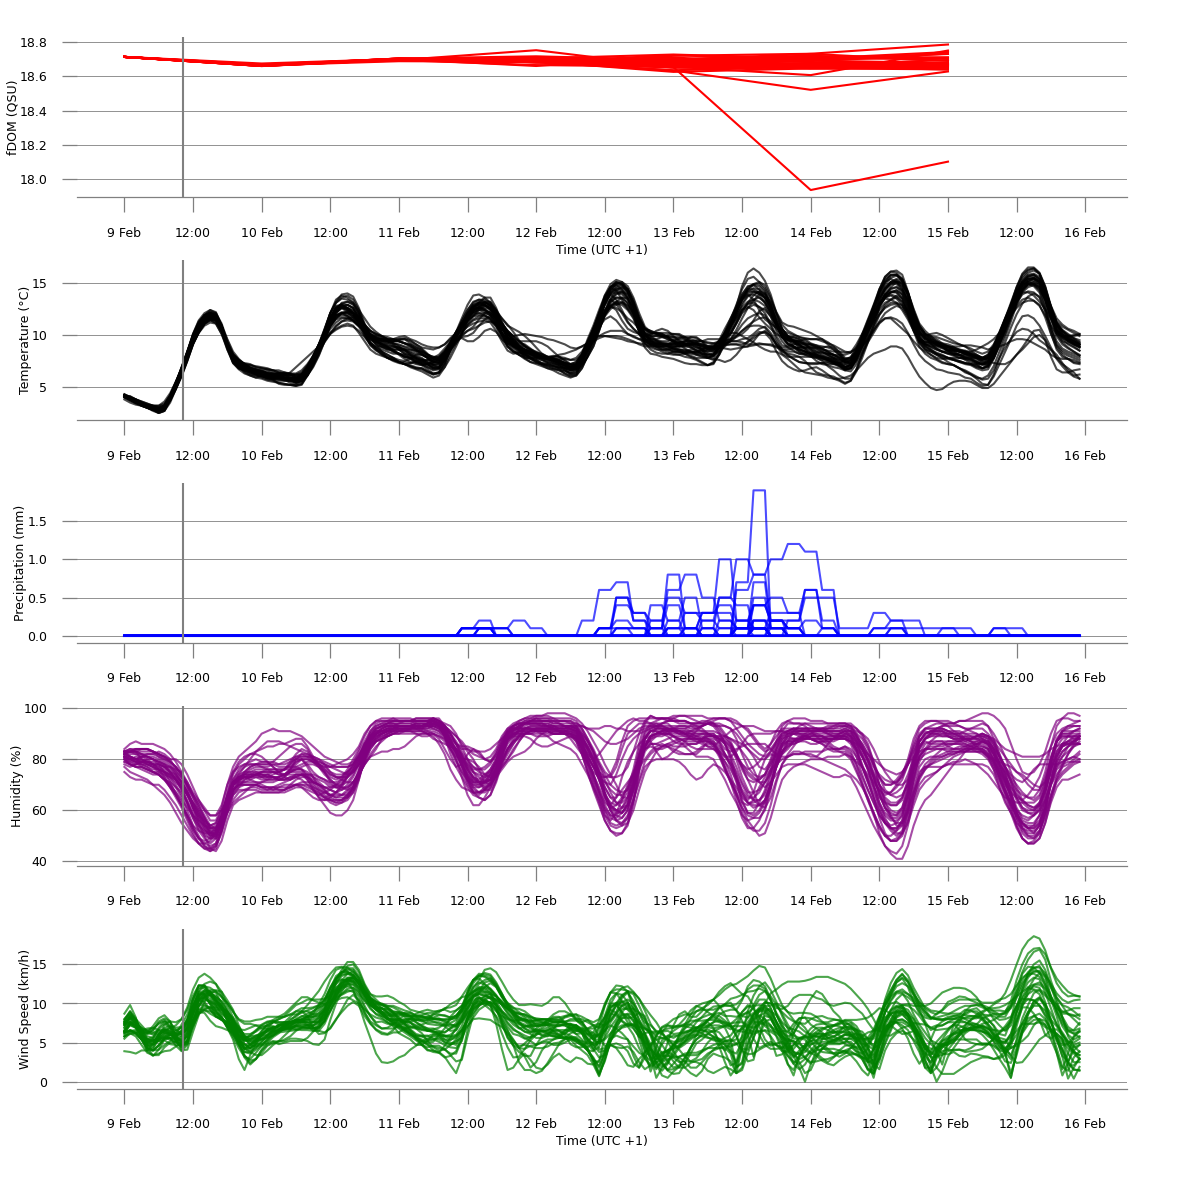 18.8
18.6
18.4
18.2
18.0
fDOM (QSU)
9 Feb 12:00 10 Feb 12:00 11 Feb 12:00 12 Feb 12:00 13 Feb 12:00 14 Feb 12:00 15 Feb 12:00 16 Feb
Time (UTC +1)
15
10
5
Temperature (°C)
9 Feb 12:00 10 Feb 12:00 11 Feb 12:00 12 Feb 12:00 13 Feb 12:00 14 Feb 12:00 15 Feb 12:00 16 Feb
1.5
1.0
0.5
0.0
Precipitation (mm)
9 Feb 12:00 10 Feb 12:00 11 Feb 12:00 12 Feb 12:00 13 Feb 12:00 14 Feb 12:00 15 Feb 12:00 16 Feb
100
80
60
40
Humidity (%)
9 Feb 12:00 10 Feb 12:00 11 Feb 12:00 12 Feb 12:00 13 Feb 12:00 14 Feb 12:00 15 Feb 12:00 16 Feb
15
10
5
0
Wind Speed (km/h)
9 Feb 12:00 10 Feb 12:00 11 Feb 12:00 12 Feb 12:00 13 Feb 12:00 14 Feb 12:00 15 Feb 12:00 16 Feb
Time (UTC +1)